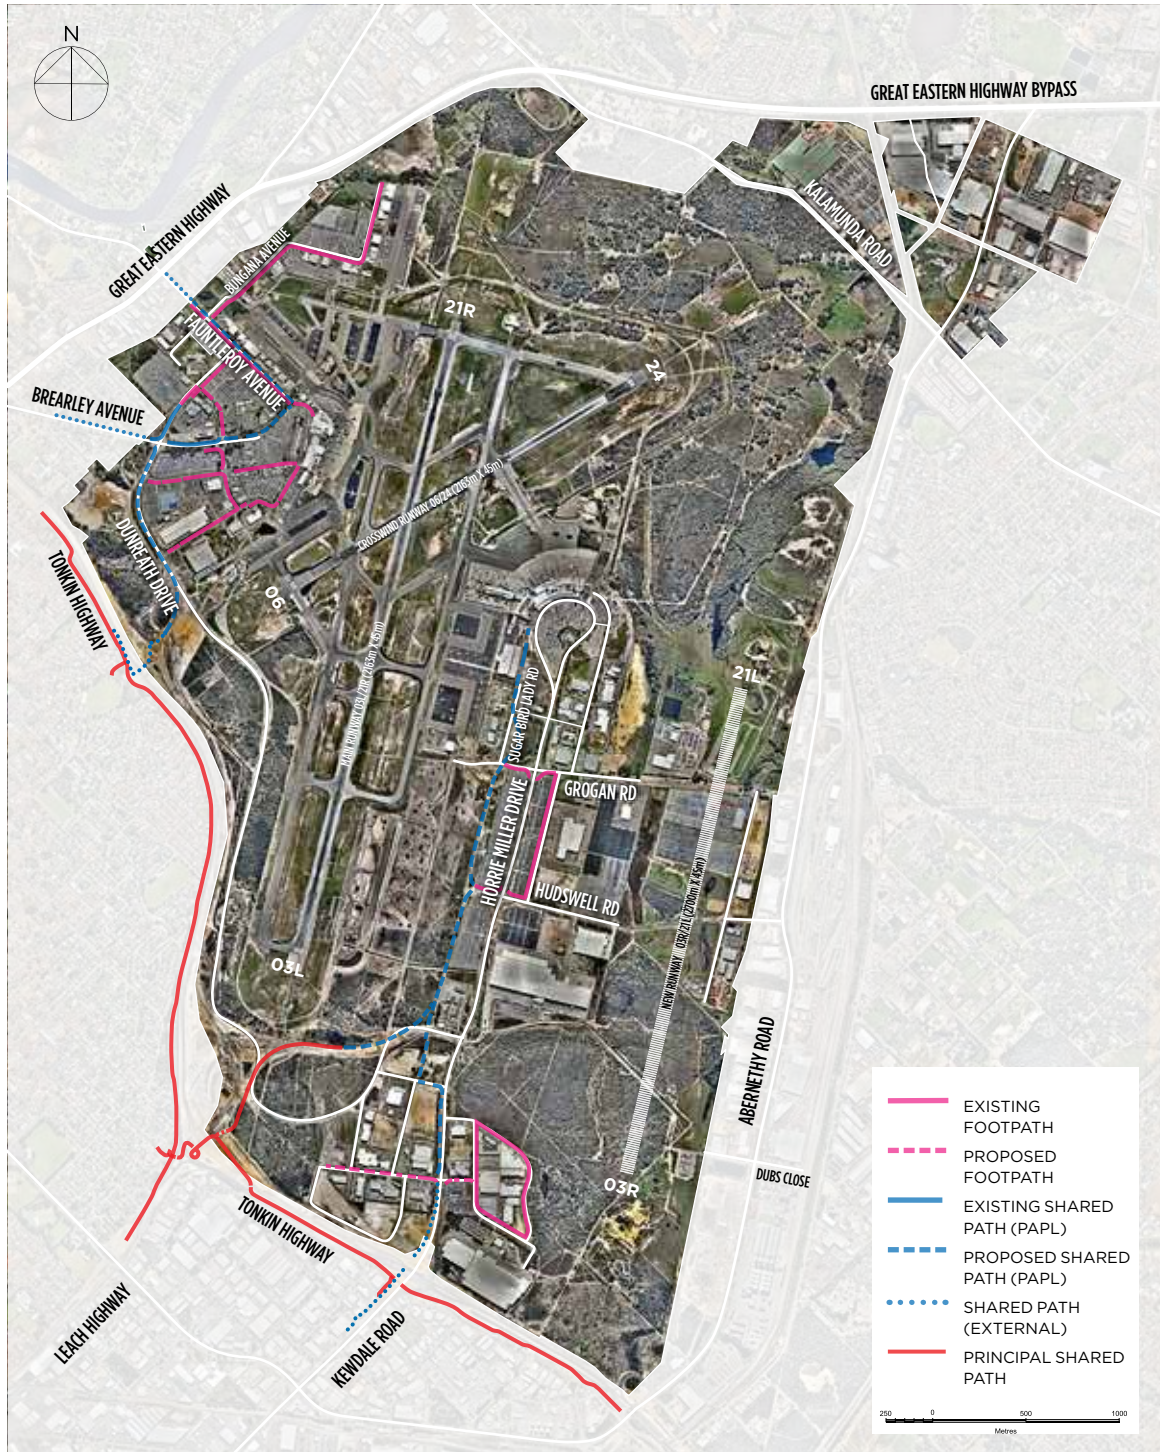 N
GREAT EASTERN HIGHWAY BYPASS
KALAMUNDA ROAD
GREAT EASTERN HIGHWAY
BUNGANA AVENUE
21R
FAUNTLEROY AVENUE
24
BREARLEY AVENUE
CROSSWIND RUNWAY 06/24 (2163m X 45m)
DUNREATH DRIVE
TONKIN HIGHWAY
06
MAIN RUNWAY 03L/21R (2163m X 45m)
SUGAR BIRD LADY RD
21L
GROGAN RD
HORRIE MILLER DRIVE
HUDSWELL RD
NEW RUNWAY 03R/21L (2700m X 45m)
03L
ABERNETHY ROAD
03R
DUBS CLOSE
TONKIN HIGHWAY
LEACH HIGHWAY
KEWDALE ROAD
EXISTING
FOOTPATH
PROPOSED
FOOTPATH
EXISTING SHARED
PATH (PAPL)
PROPOSED SHARED
PATH (PAPL)
SHARED PATH
(EXTERNAL)
PRINCIPAL SHARED
PATH
250 0 500 1000
Metres